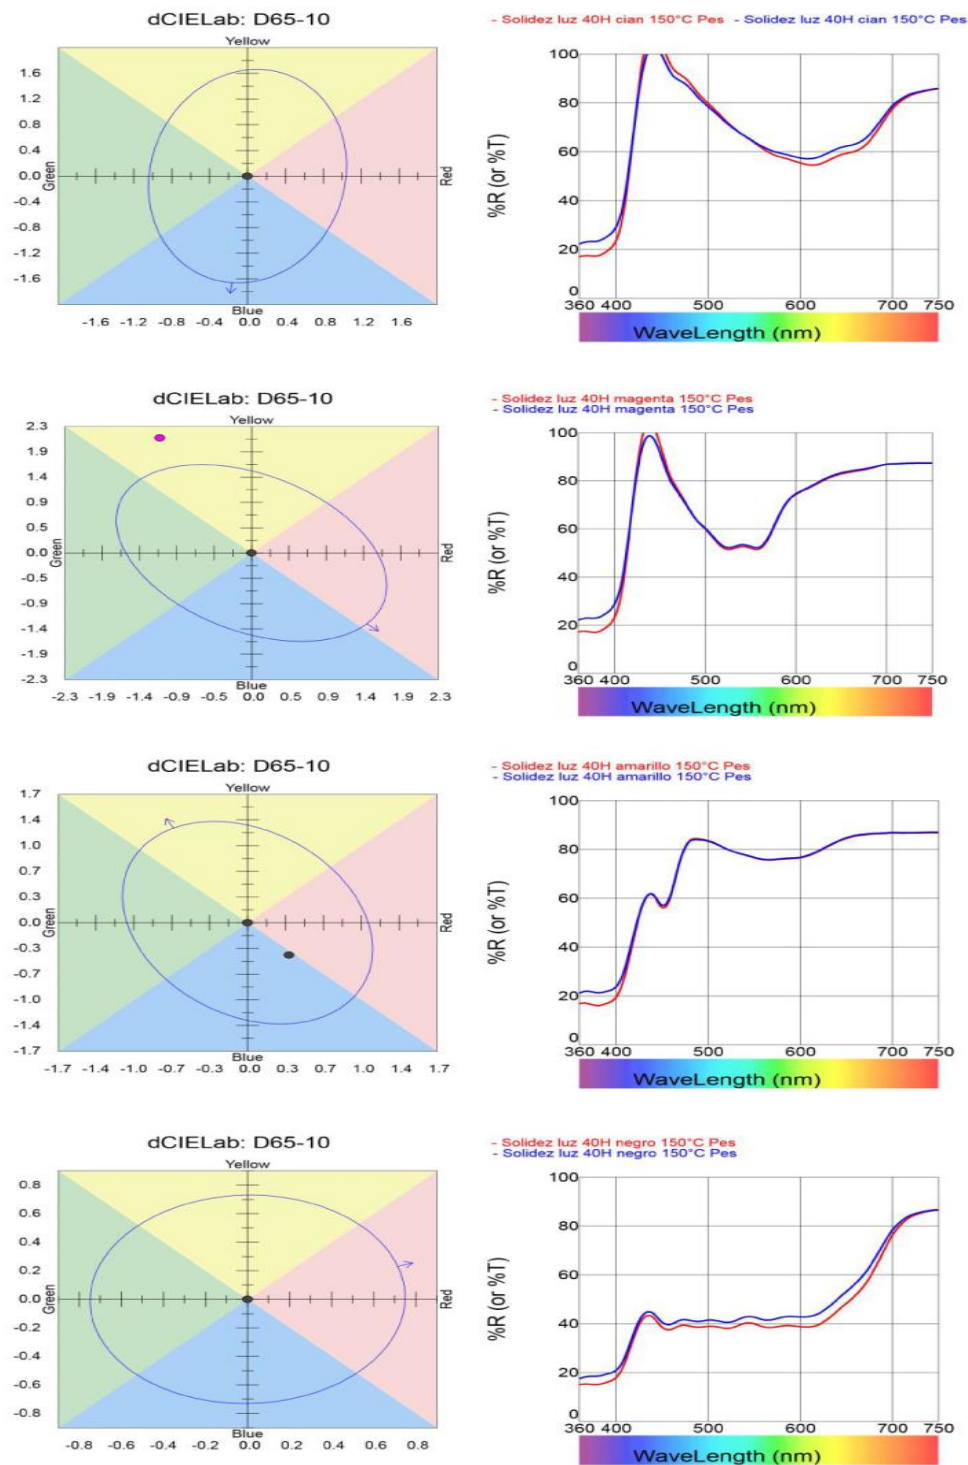 dCIELab: D65-10
Yellow
1.6
1.2
0.8
0.4
0.0
-0.4
-0.8
-1.2
-1.6
Green
Red
Blue
-1.6 -1.2 -0.8 -0.4 0.0 0.4 0.8 1.2 1.6
- Solidez luz 40H cian 150°C Pes - Solidez luz 40H cian 150°C Pes
%R (or %T)
100
80
60
40
20
0
360 400 500 600 700 750
WaveLength (nm)
dCIELab: D65-10
Yellow
2.3
1.9
1.4
0.9
0.5
0.0
-0.5
-0.9
-1.4
-1.9
-2.3
Green
Red
Blue
-2.3 -1.9 -1.4 -0.9 -0.5 0.0 0.5 0.9 1.4 1.9 2.3
- Solidez luz 40H magenta 150°C Pes
- Solidez luz 40H magenta 150°C Pes
%R (or %T)
100
80
60
40
20
0
360 400 500 600 700 750
WaveLength (nm)
dCIELab: D65-10
Yellow
1.7
1.4
1.0
0.7
0.3
0.0
-0.3
-0.7
-1.0
-1.4
-1.7
Green
Red
Blue
-1.7 -1.4 -1.0 -0.7 -0.3 0.0 0.3 0.7 1.0 1.4 1.7
- Solidez luz 40H amarillo 150°C Pes
- Solidez luz 40H amarillo 150°C Pes
%R (or %T)
100
80
60
40
20
0
360 400 500 600 700 750
WaveLength (nm)
dCIELab: D65-10
Yellow
0.8
0.6
0.4
0.2
0.0
-0.2
-0.4
-0.6
-0.8
Green
Red
Blue
-0.8 -0.6 -0.4 -0.2 0.0 0.2 0.4 0.6 0.8
- Solidez luz 40H negro 150°C Pes
- Solidez luz 40H negro 150°C Pes
%R (or %T)
100
80
60
40
20
0
360 400 500 600 700 750
WaveLength (nm)